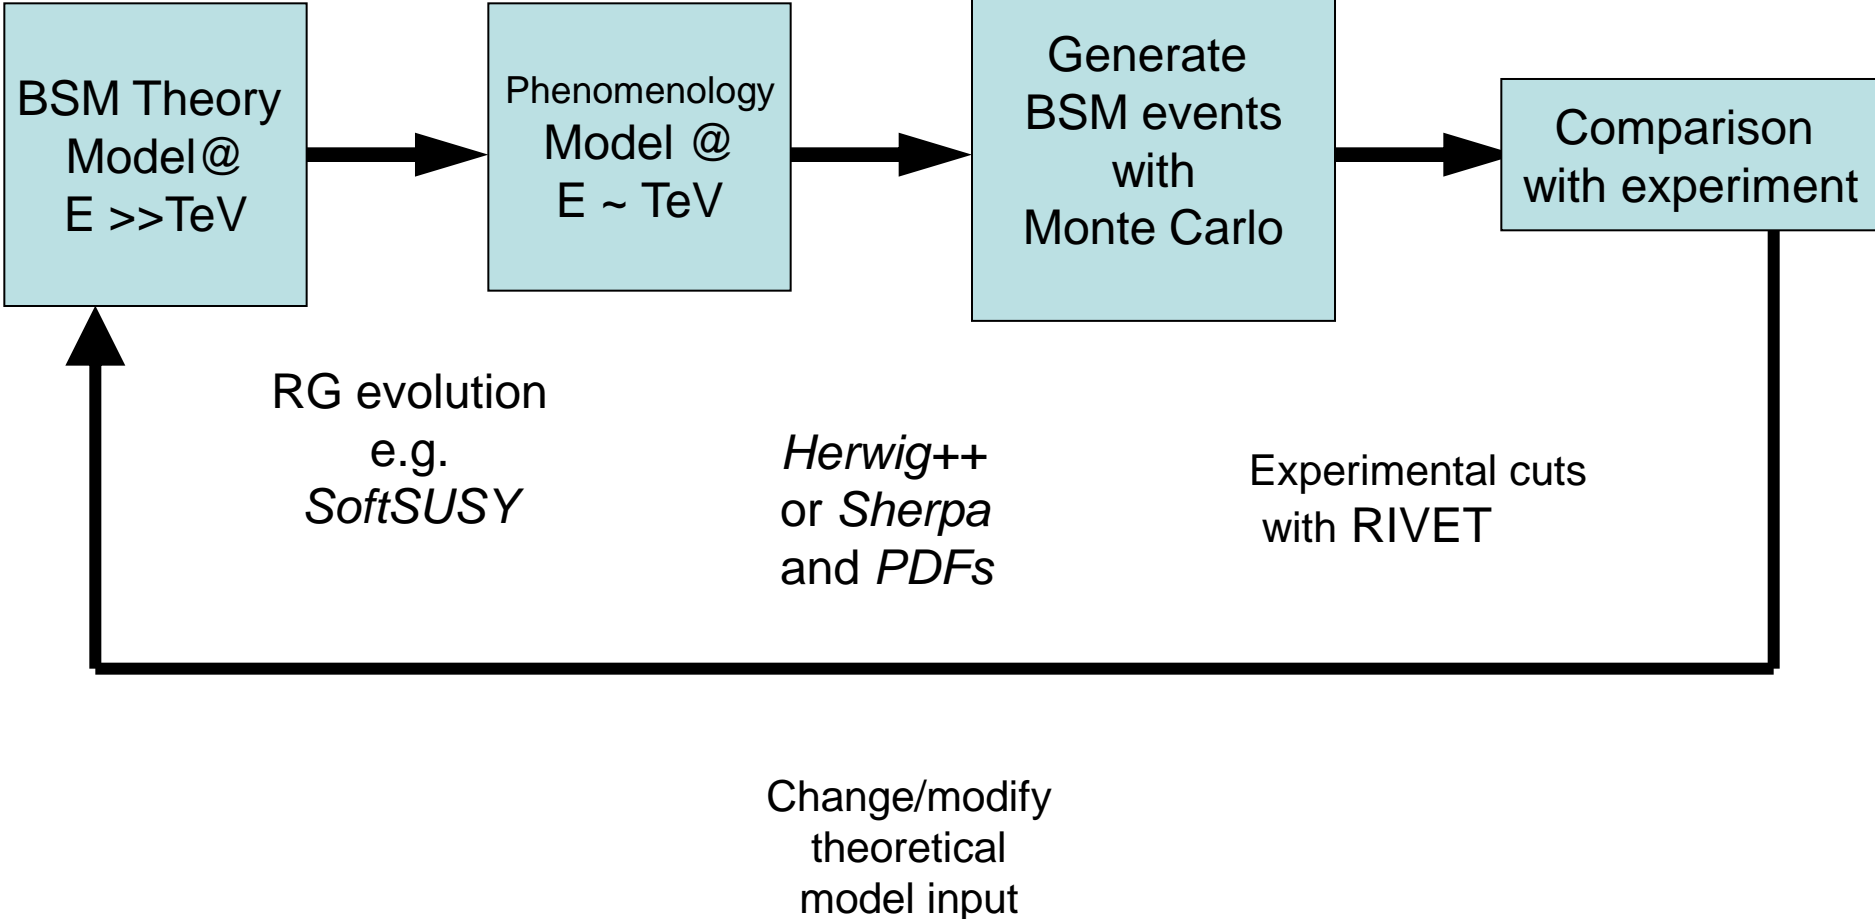 BSM Theory
Model@
E >>TeV
Phenomenology
Model @
E ~ TeV
Generate
BSM events
with
Monte Carlo
Comparison
with experiment
RG evolution
e.g.
SoftSUSY
Herwig++
or Sherpa
and PDFs
Experimental cuts
with RIVET
Change/modify
theoretical
model input